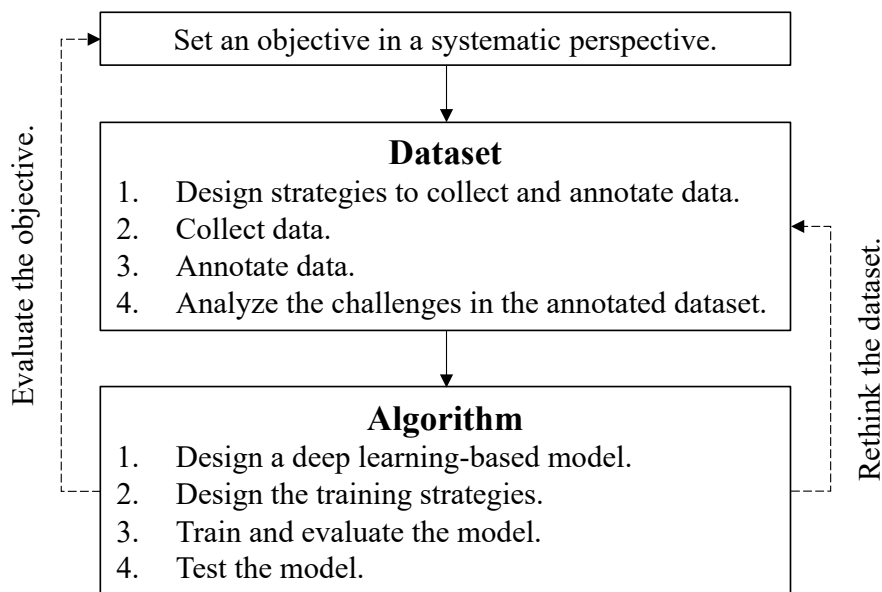 Set an objective in a systematic perspective.
Evaluate the objective.
Dataset
1. Design strategies to collect and annotate data.
2. Collect data.
3. Annotate data.
4. Analyze the challenges in the annotated dataset.
Rethink the dataset.
Algorithm
1. Design a deep learning-based model.
2. Design the training strategies.
3. Train and evaluate the model.
4. Test the model.